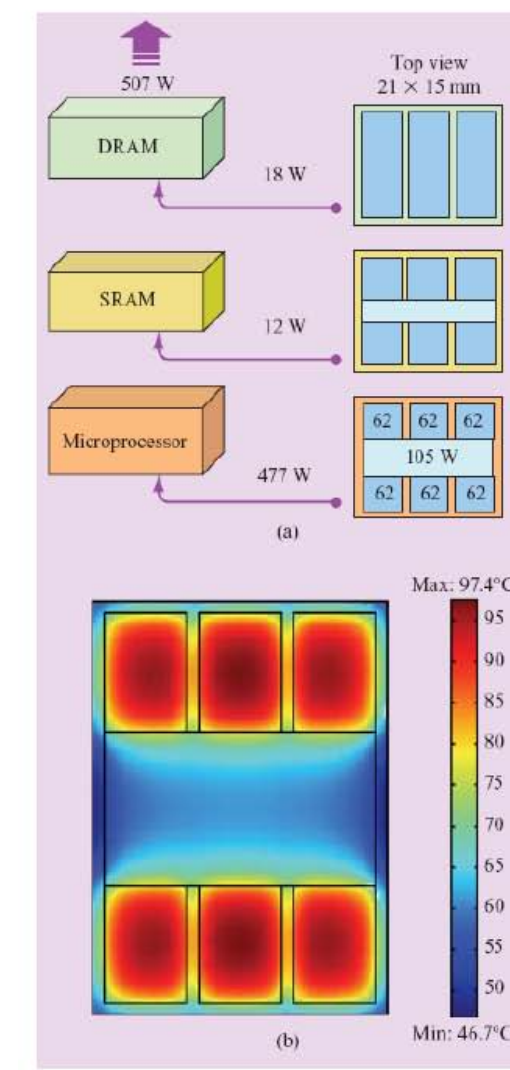 507 W
Top view
21 × 15 mm
DRAM
18 W
SRAM
12 W
Microprocessor
477 W
62 62 62
105 W
62 62 62
(a)
Max: 97.4°C
95
90
85
80
75
70
65
60
55
50
Min: 46.7°C
(b)